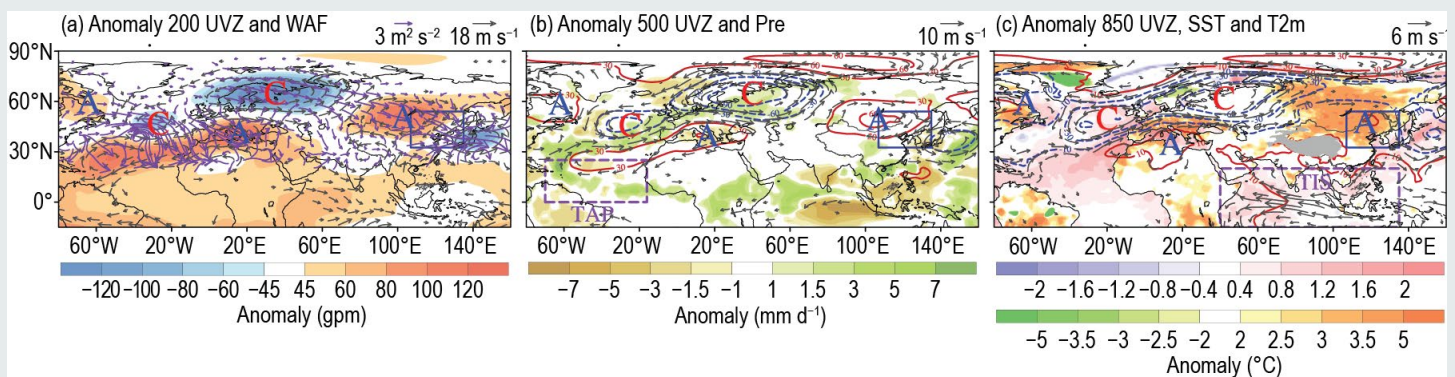 (a) Anomaly 200 UVZ and WAF
3 m² s⁻² 18 m s⁻¹
(b) Anomaly 500 UVZ and Pre
10 m s⁻¹
(c) Anomaly 850 UVZ, SST and T2m
6 m s⁻¹
90°N
60°N
30°N
0°
A C C A A
A C C A A TAP
A C C A A TIS
60°W 20°W 20°E 60°E 100°E 140°E
60°W 20°W 20°E 60°E 100°E 140°E
60°W 20°W 20°E 60°E 100°E 140°E
−120 −100 −80 −60 −45 45 60 80 100 120
Anomaly (gpm)
−7 −5 −3 −1.5 −1 1 1.5 3 5 7
Anomaly (mm d⁻¹)
−2 −1.6 −1.2 −0.8 −0.4 0.4 0.8 1.2 1.6 2
−5 −3.5 −3 −2.5 −2 2 2.5 3 3.5 5
Anomaly (°C)